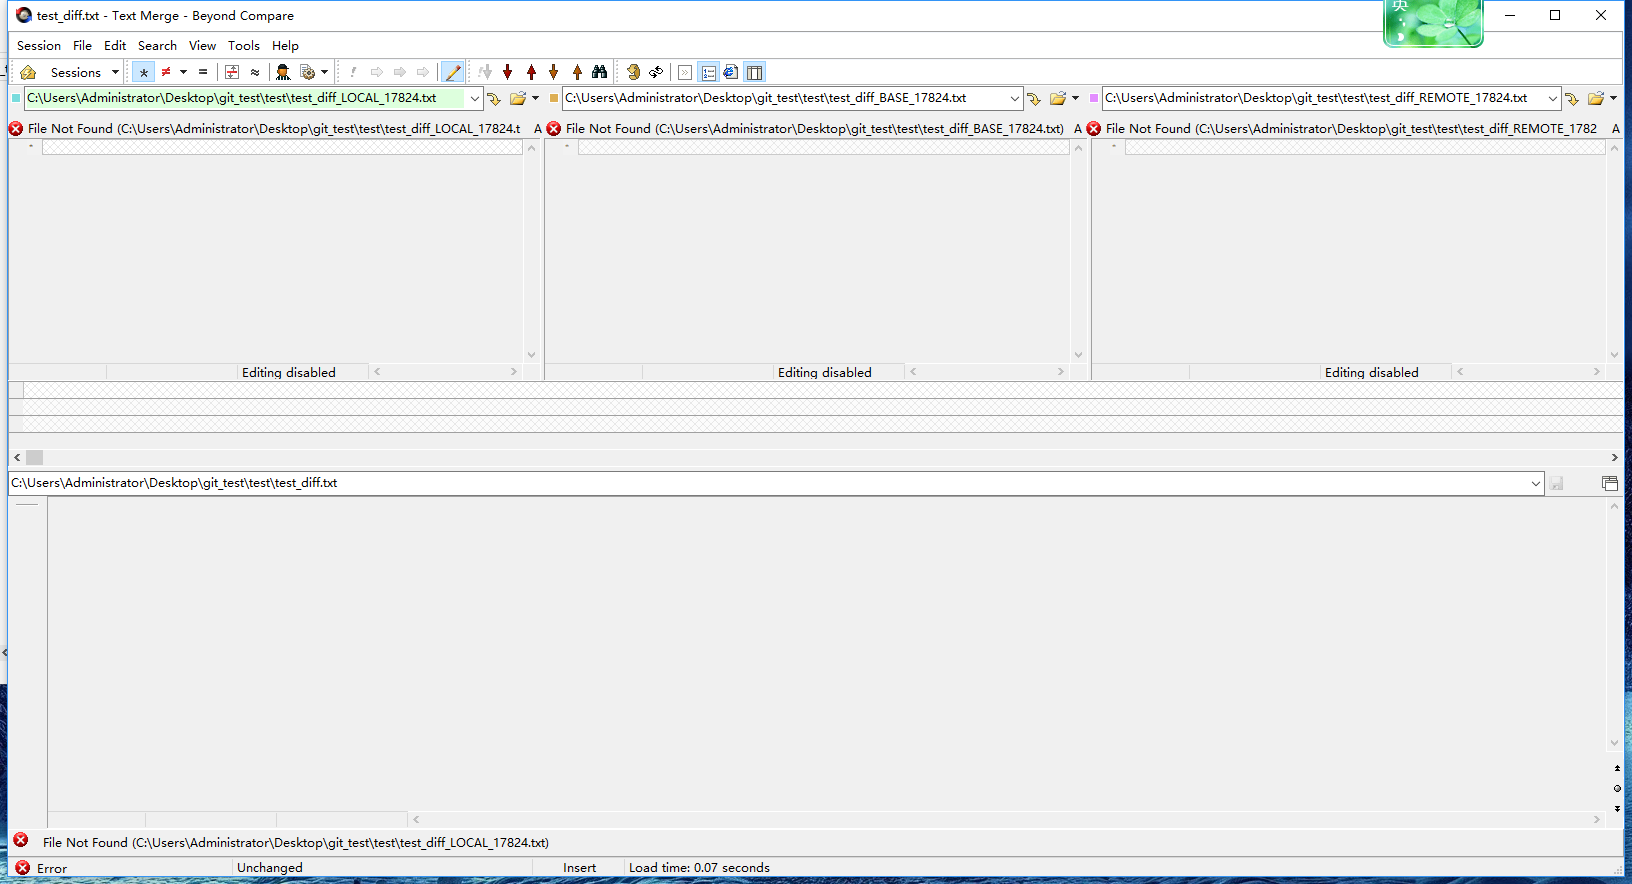 test_diff.txt - Text Merge - Beyond Compare
英
Session File Edit Search View Tools Help
Sessions
C:\Users\Administrator\Desktop\git_test\test\test_diff_LOCAL_17824.txt
C:\Users\Administrator\Desktop\git_test\test\test_diff_BASE_17824.txt
C:\Users\Administrator\Desktop\git_test\test\test_diff_REMOTE_17824.txt
File Not Found (C:\Users\Administrator\Desktop\git_test\test\test_diff_LOCAL_17824.t A
File Not Found (C:\Users\Administrator\Desktop\git_test\test\test_diff_BASE_17824.txt) A
File Not Found (C:\Users\Administrator\Desktop\git_test\test\test_diff_REMOTE_1782 A
Editing disabled
Editing disabled
Editing disabled
C:\Users\Administrator\Desktop\git_test\test\test_diff.txt
File Not Found (C:\Users\Administrator\Desktop\git_test\test\test_diff_LOCAL_17824.txt)
Error Unchanged Insert Load time: 0.07 seconds